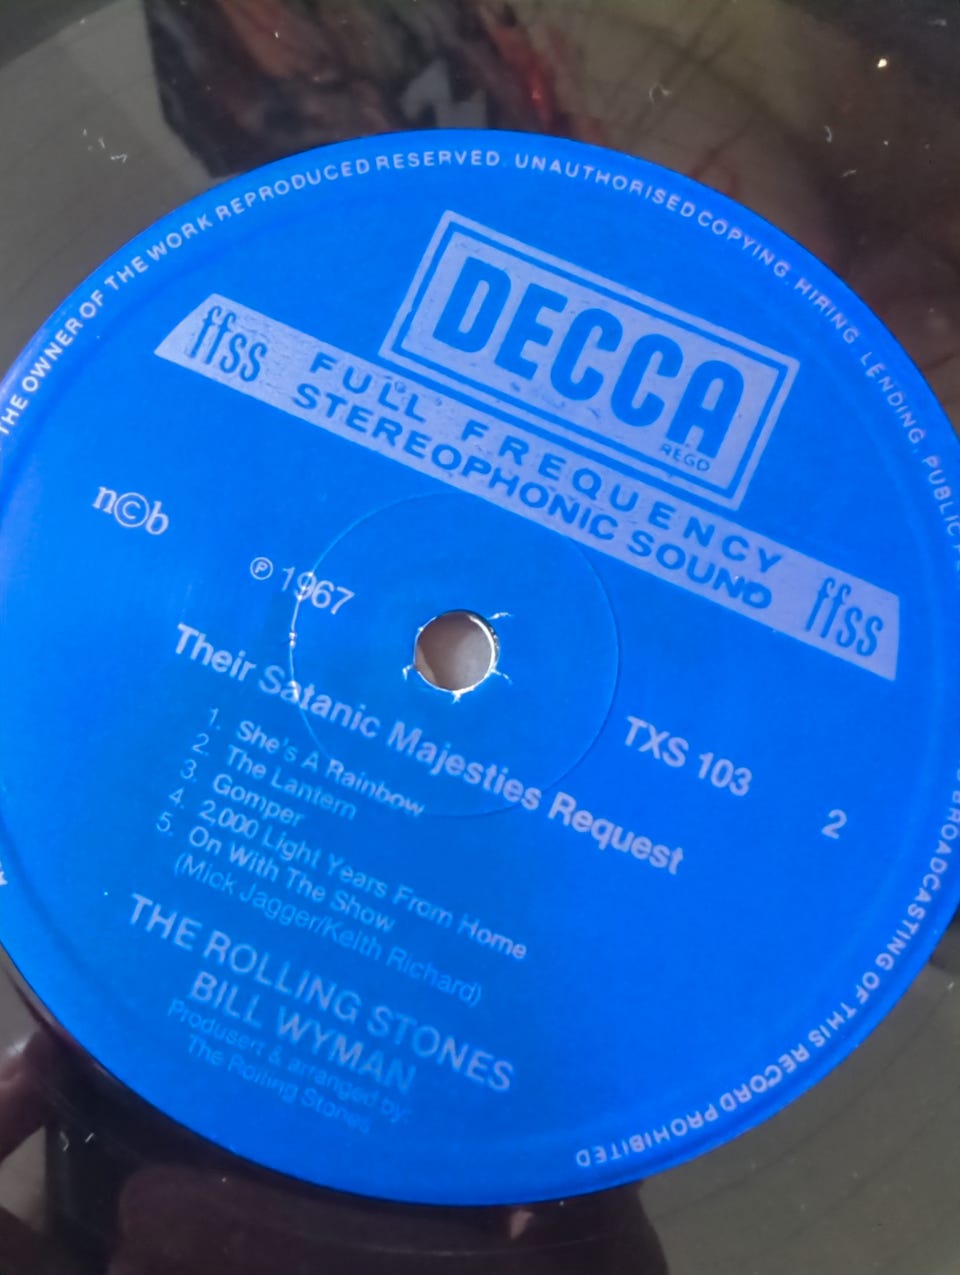 THE OWNER OF THE WORK REPRODUCED RESERVED. UNAUTHORISED COPYING, HIRING, LENDING, PUBLIC
BROADCASTING OF THIS RECORD PROHIBITED
DECCA
REGD
ffss FULL FREQUENCY STEREOPHONIC SOUND ffss
n©b
℗ 1967
Their Satanic Majesties Request
TXS 103
2
1. She's A Rainbow
2. The Lantern
3. Gomper
4. 2,000 Light Years From Home
5. On With The Show
(Mick Jagger/Keith Richard)
THE ROLLING STONES
BILL WYMAN
Produsert & arranged by:
The Rolling Stones